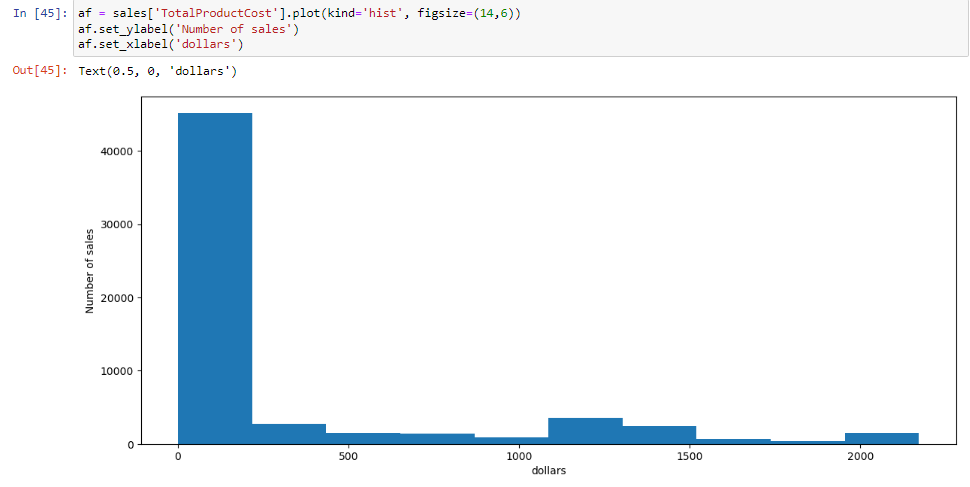 In [45]: af = sales['TotalProductCost'].plot(kind='hist', figsize=(14,6))
af.set_ylabel('Number of sales')
af.set_xlabel('dollars')
Out[45]: Text(0.5, 0, 'dollars')
40000
30000
20000
10000
0
Number of sales
0 500 1000 1500 2000
dollars